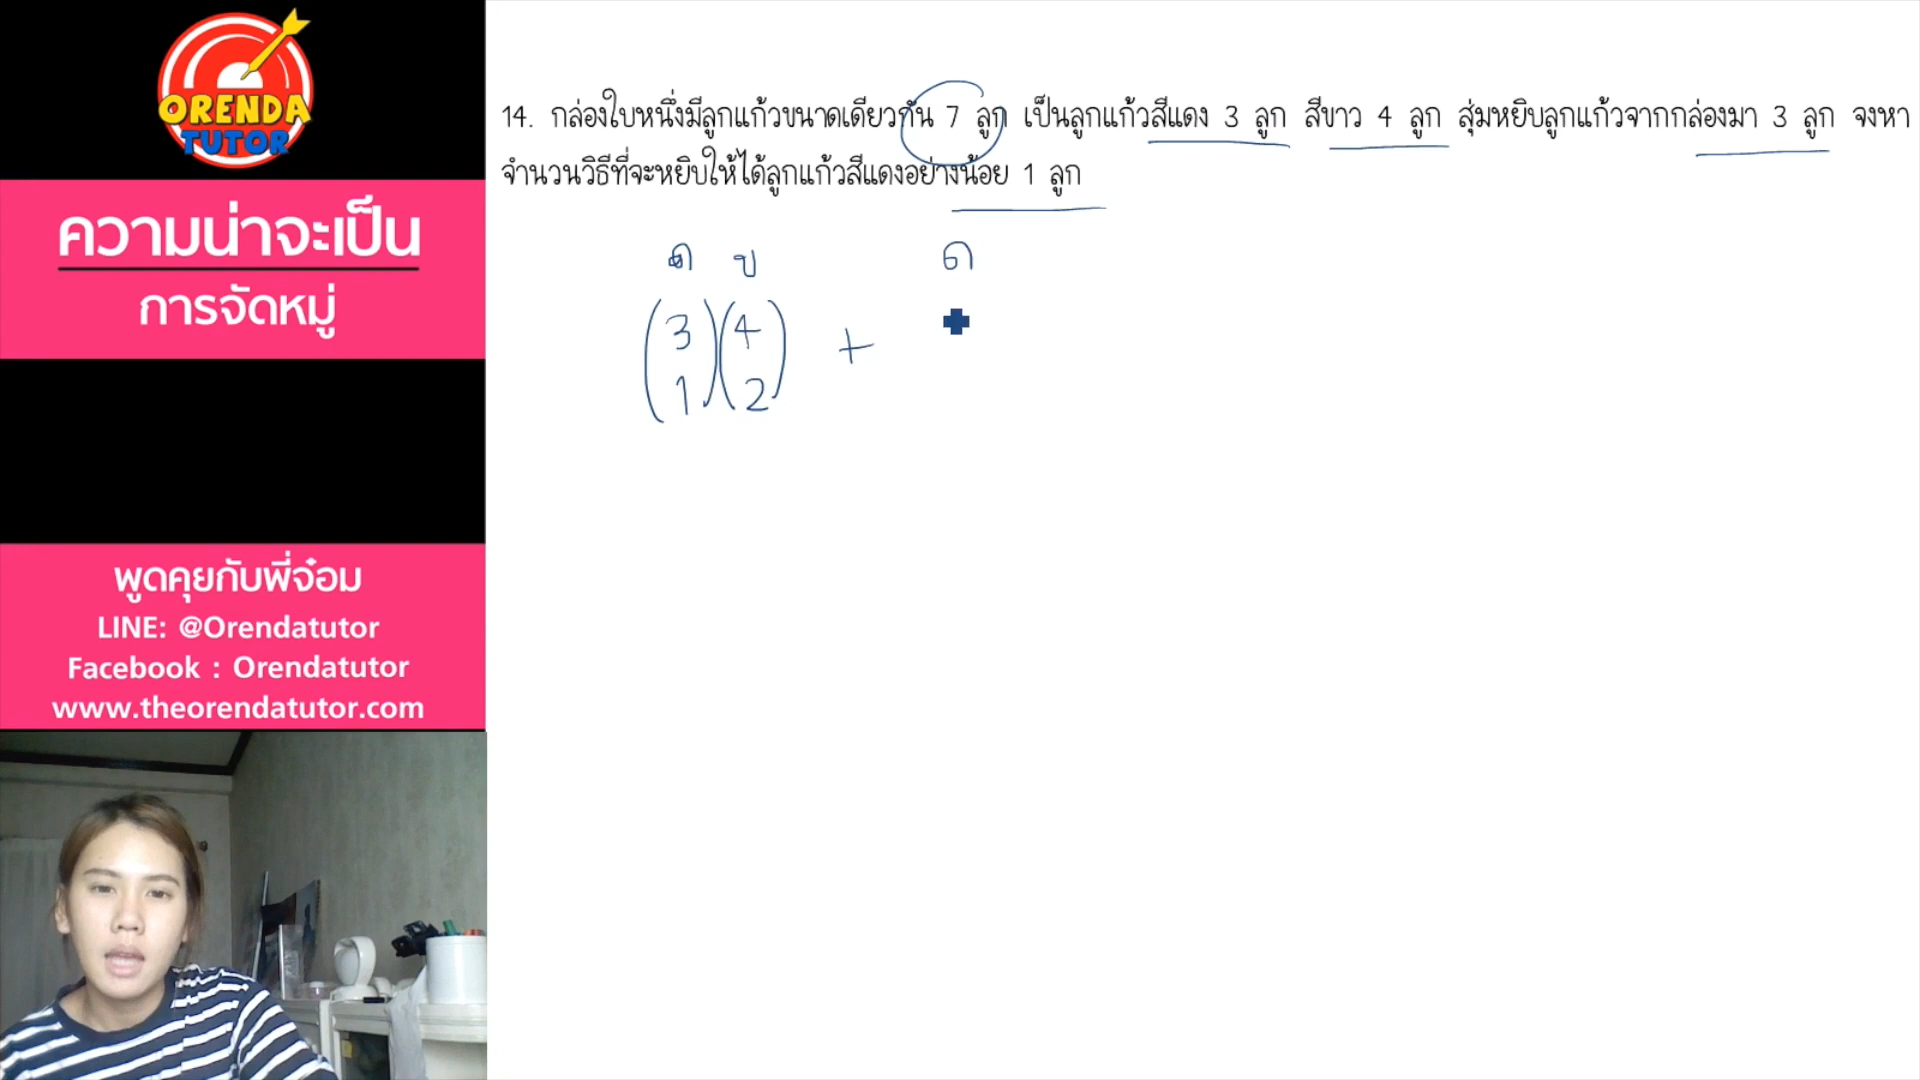 ORENDA
TUTOR
ความน่าจะเป็น
การจัดหมู่
พูดคุยกับพี่จ๋อม
LINE: @Orendatutor
Facebook : Orendatutor
www.theorendatutor.com
14. กล่องใบหนึ่งมีลูกแก้วขนาดเดียวกัน 7 ลูก เป็นลูกแก้วสีแดง 3 ลูก สีขาว 4 ลูก สุ่มหยิบลูกแก้วจากกล่องมา 3 ลูก จงหา
จำนวนวิธีที่จะหยิบให้ได้ลูกแก้วสีแดงอย่างน้อย 1 ลูก
ด ข ด
(3) (4) +
(1) (2)